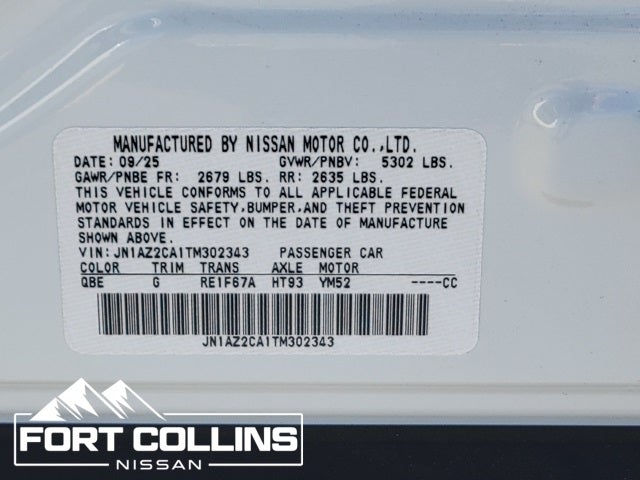 MANUFACTURED BY NISSAN MOTOR CO.,LTD.
DATE: 09/25 GVWR/PNBV: 5302 LBS.
GAWR/PNBE FR: 2679 LBS. RR: 2635 LBS.
THIS VEHICLE CONFORMS TO ALL APPLICABLE FEDERAL
MOTOR VEHICLE SAFETY,BUMPER,AND THEFT PREVENTION
STANDARDS IN EFFECT ON THE DATE OF MANUFACTURE
SHOWN ABOVE.
VIN:JN1AZ2CA1TM302343 PASSENGER CAR
COLOR TRIM TRANS AXLE MOTOR
QBE G RE1F67A HT93 YM52 ----CC
JN1AZ2CA1TM302343
FORT COLLINS
NISSAN